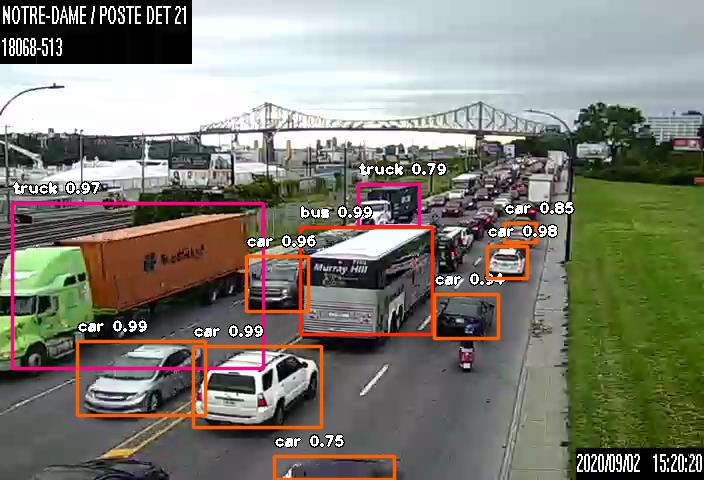 NOTRE-DAME / POSTE DET 21
18068-513
truck 0.79
truck 0.97
car 0.85
bus 0.99
car 0.98
car 0.96
Murray Hill
car 0.94
car 0.99
car 0.99
car 0.75
2020/09/02 15:20:20